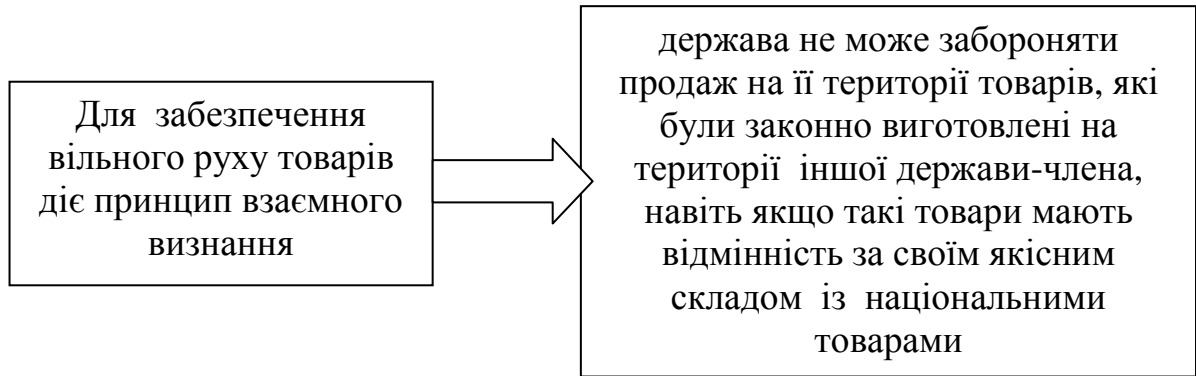 Для забезпечення
вільного руху товарів
діє принцип взаємного
визнання
держава не може забороняти
продаж на її території товарів, які
були законно виготовлені на
території іншої держави-члена,
навіть якщо такі товари мають
відмінність за своїм якісним
складом із національними
товарами